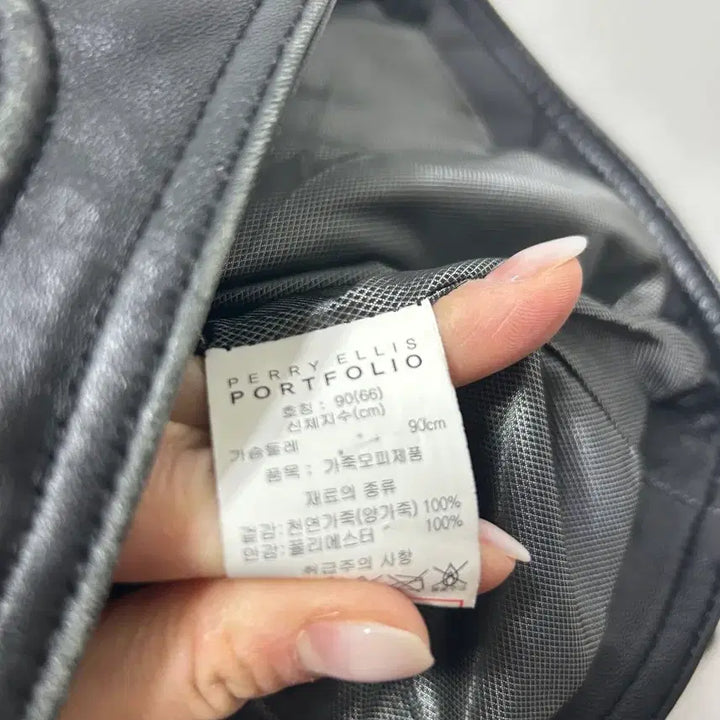 PERRY ELLIS
PORTFOLIO
호칭 : 90(66)
신체지수(cm)
가슴둘레 90cm
품목 : 가죽모피제품
재료의 종류
겉감: 천연가죽(양가죽) 100%
안감: 폴리에스터 100%
취급주의 사항